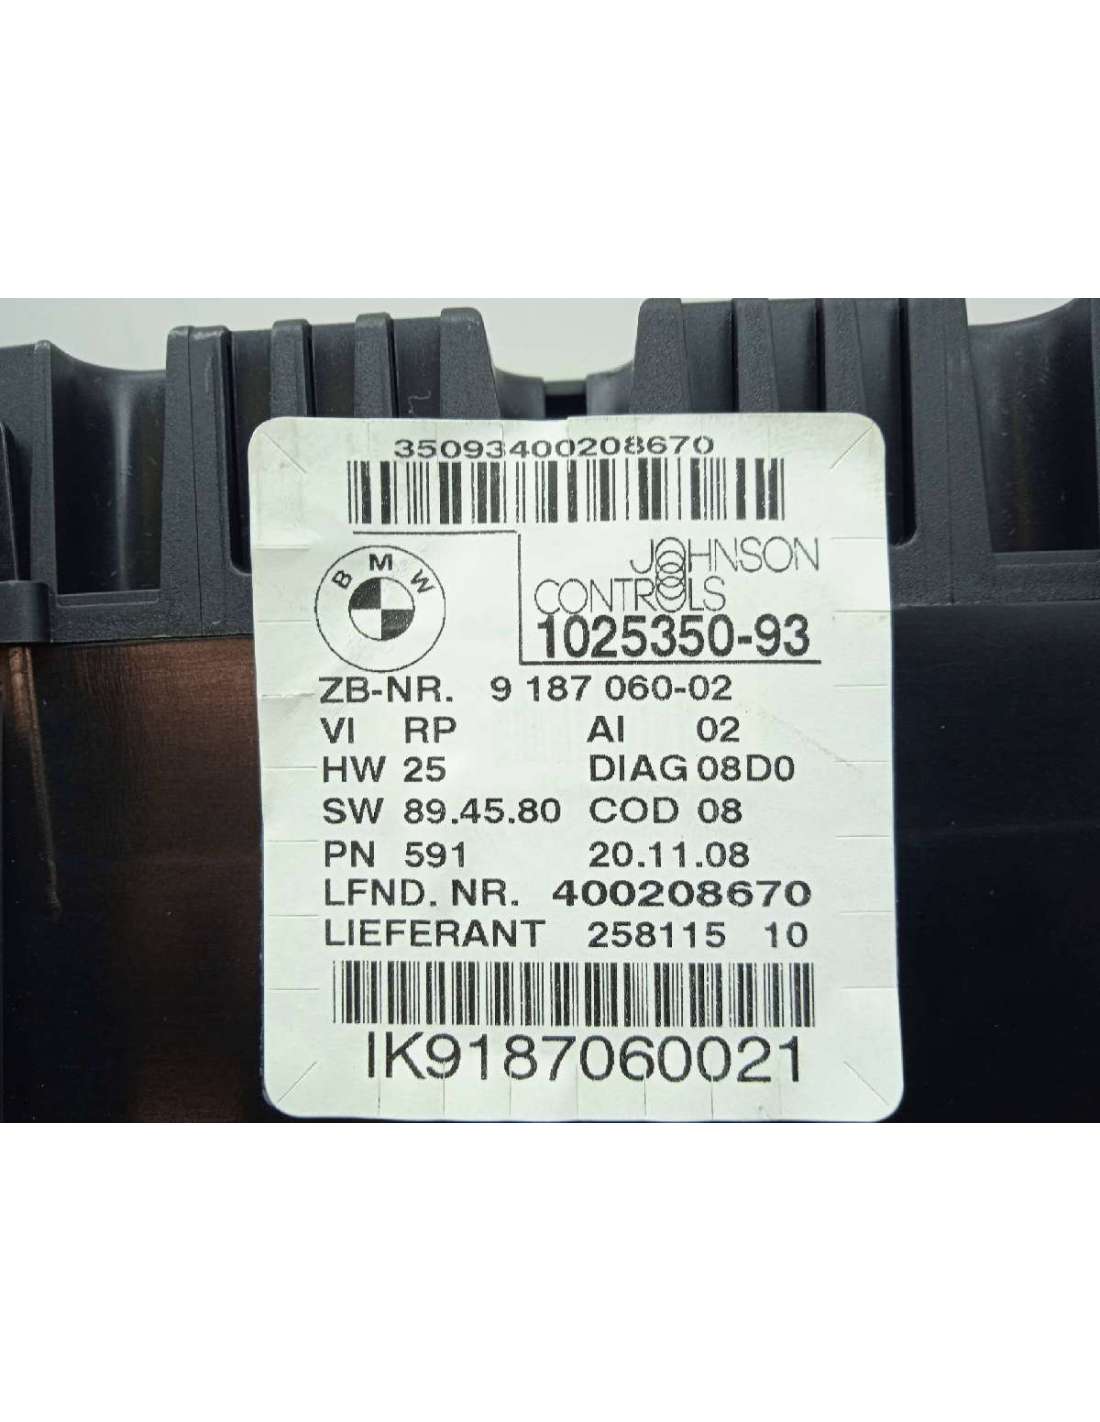 35093400208670
BMW
JOHNSON
CONTROLS
1025350-93
ZB-NR. 9 187 060-02
VI RP AI 02
HW 25 DIAG 08D0
SW 89.45.80 COD 08
PN 591 20.11.08
LFND. NR. 400208670
LIEFERANT 258115 10
IK9187060021